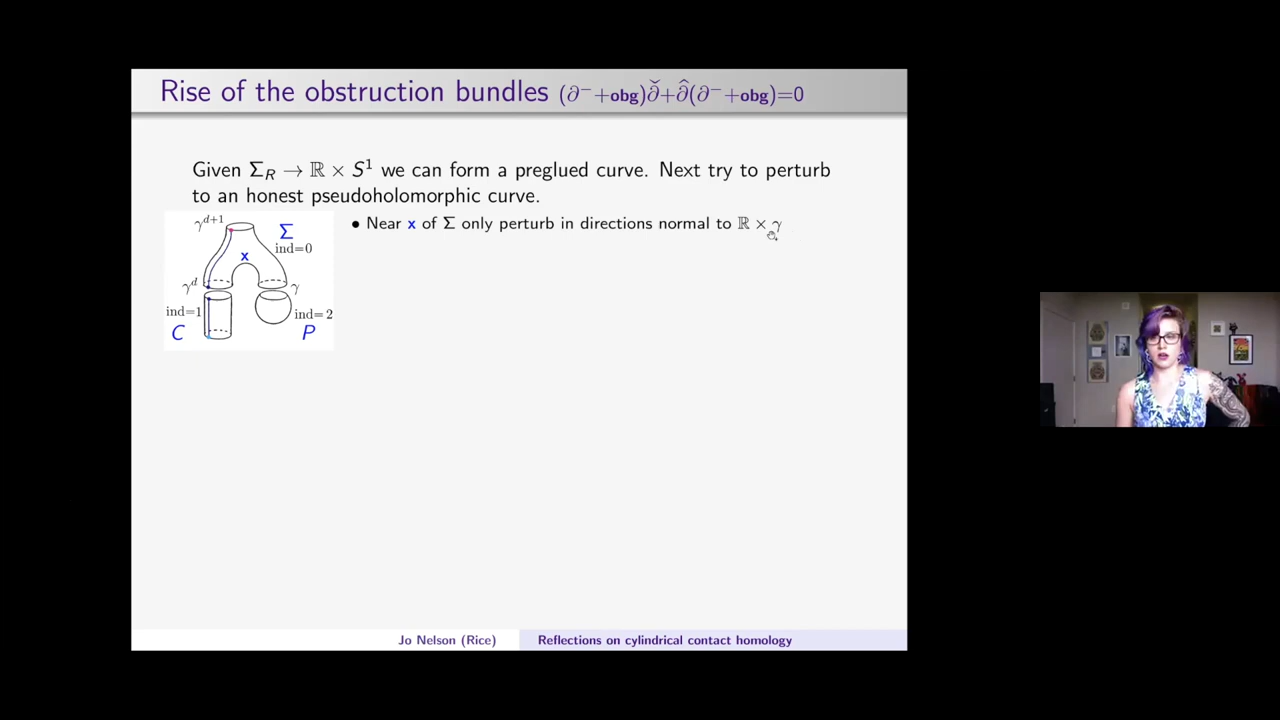 Rise of the obstruction bundles (∂⁻+obg)∂̌+∂̂(∂⁻+obg)=0
Given Σ_R → ℝ × S¹ we can form a preglued curve. Next try to perturb
to an honest pseudoholomorphic curve.
• Near x of Σ only perturb in directions normal to ℝ × γ
γ^{d+1}
Σ
ind=0
x
γ^d
γ
ind=1
ind=2
C
P
Jo Nelson (Rice)
Reflections on cylindrical contact homology